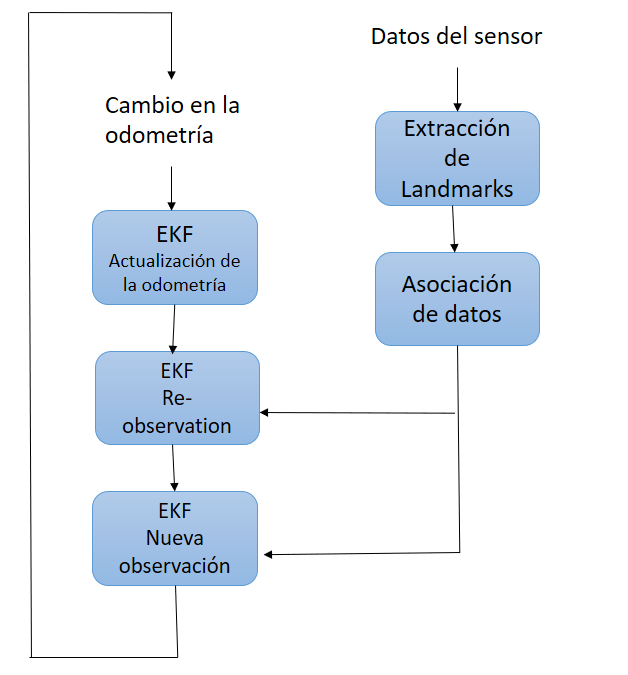 Datos del sensor
Cambio en la
odometría
Extracción
de
Landmarks
EKF
Actualización de
la odometría
Asociación
de datos
EKF
Re-
observation
EKF
Nueva
observación